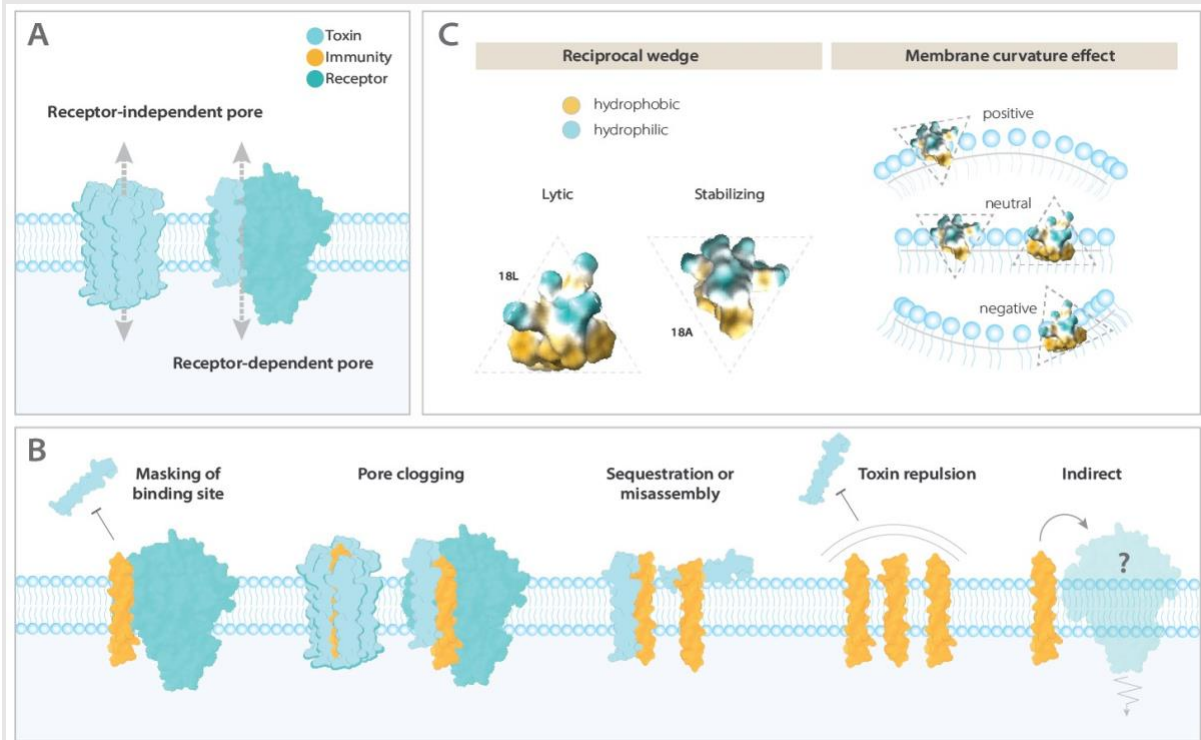 A
Toxin
Immunity
Receptor
Receptor-independent pore
Receptor-dependent pore
C
Reciprocal wedge
hydrophobic
hydrophilic
Lytic
Stabilizing
18L
18A
Membrane curvature effect
positive
neutral
negative
B
Masking of
binding site
Pore clogging
Sequestration or
misassembly
Toxin repulsion
Indirect
?